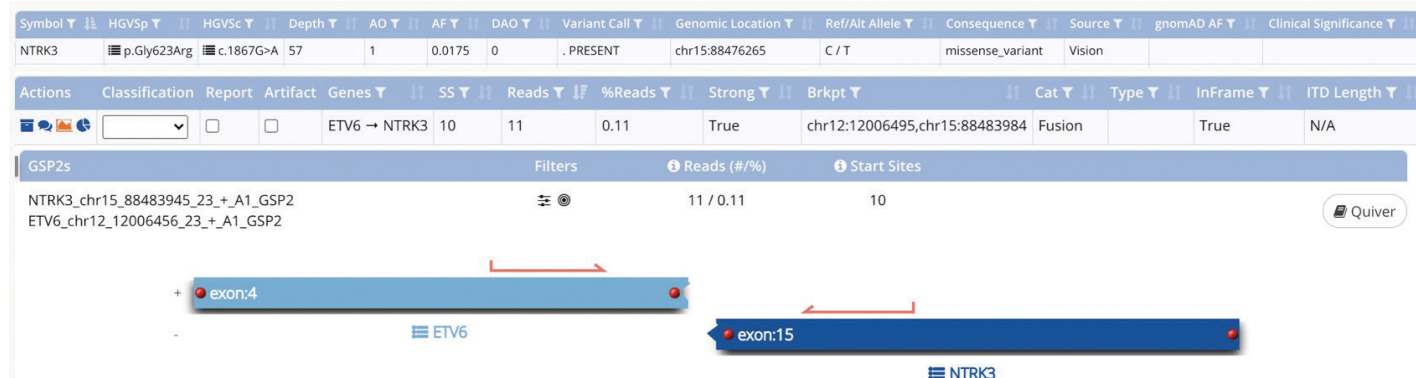 Symbol HGVSp HGVSc Depth AO AF DAO Variant Call Genomic Location Ref/Alt Allele Consequence Source gnomAD AF Clinical Significance
NTRK3 p.Gly623Arg c.1867G>A 57 1 0.0175 0 . PRESENT chr15:88476265 C / T missense_variant Vision
Actions Classification Report Artifact Genes SS Reads %Reads Strong Brkpt Cat Type InFrame ITD Length
ETV6 → NTRK3 10 11 0.11 True chr12:12006495,chr15:88483984 Fusion True N/A
GSP2s Filters Reads (#/%) Start Sites
NTRK3_chr15_88483945_23_+_A1_GSP2 11 / 0.11 10
ETV6_chr12_12006456_23_+_A1_GSP2
Quiver
+ exon:4
- ETV6
exon:15
NTRK3